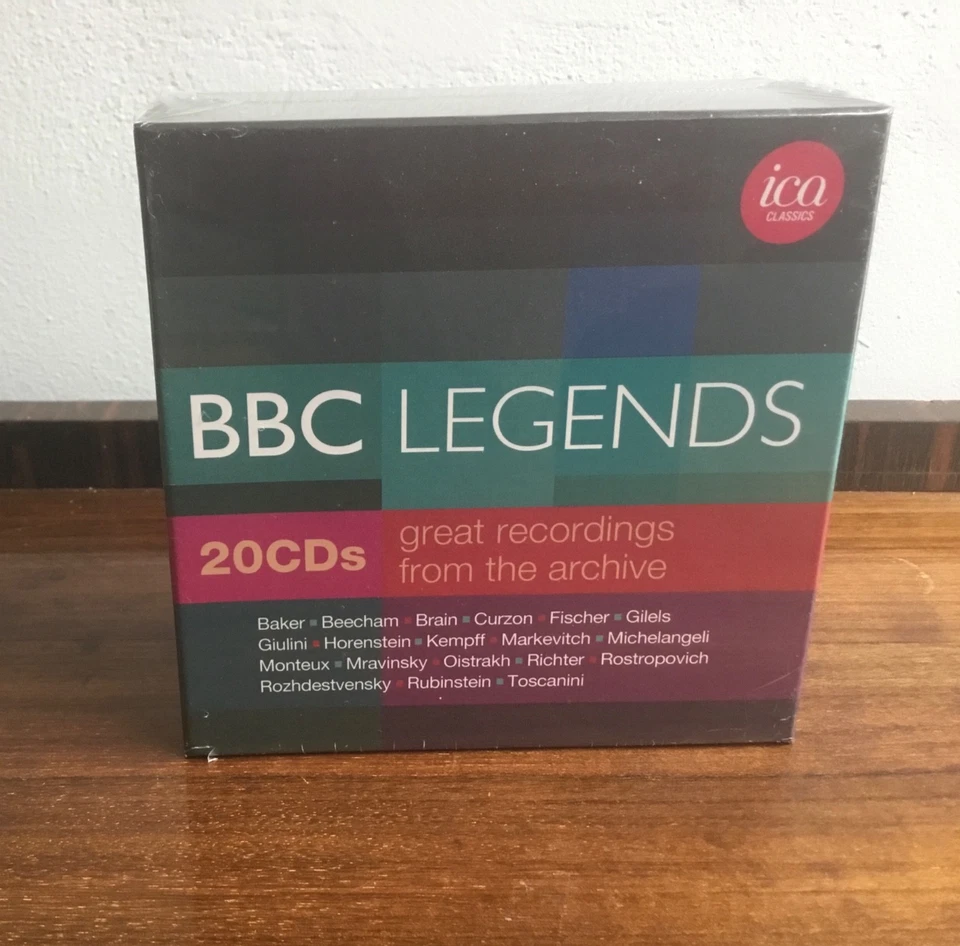 ica
CLASSICS
BBC LEGENDS
20CDs
great recordings
from the archive
Baker ▪ Beecham ▪ Brain ▪ Curzon ▪ Fischer ▪ Gilels
Giulini ▪ Horenstein ▪ Kempff ▪ Markevitch ▪ Michelangeli
Monteux ▪ Mravinsky ▪ Oistrakh ▪ Richter ▪ Rostropovich
Rozhdestvensky ▪ Rubinstein ▪ Toscanini